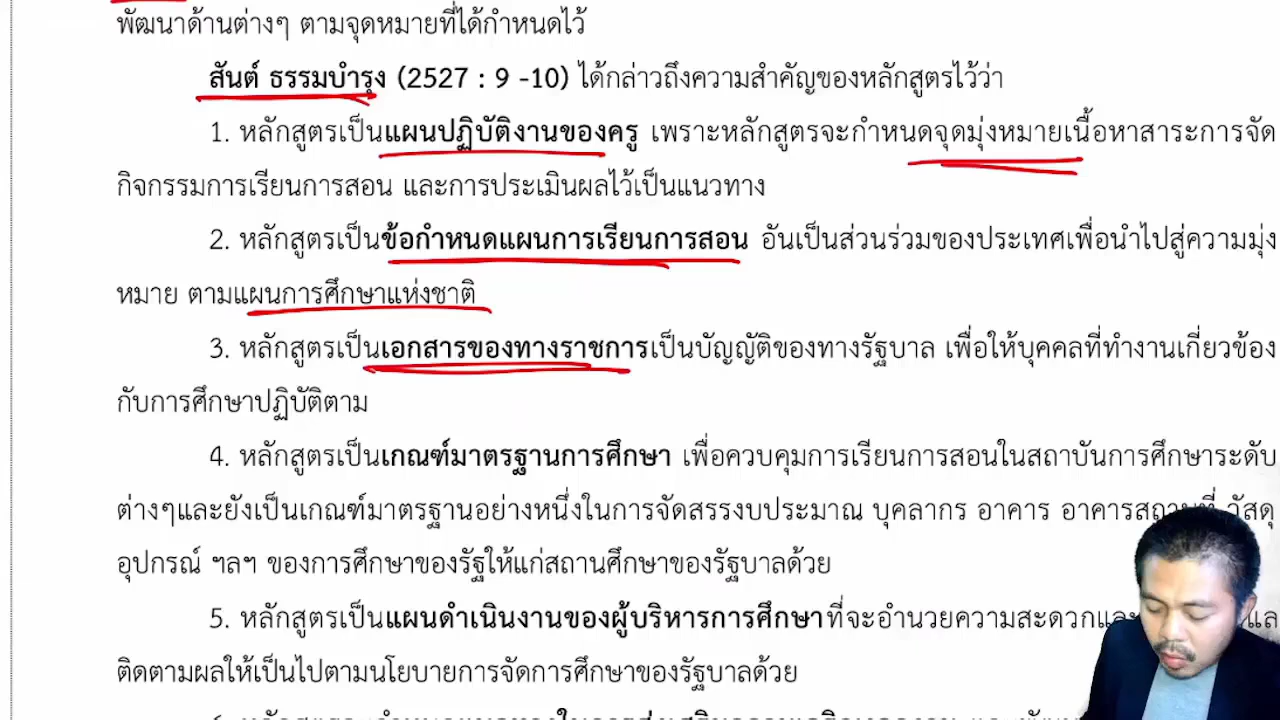 พัฒนาด้านต่างๆ ตามจุดหมายที่ได้กำหนดไว้
สันต์ ธรรมบำรุง (2527 : 9 -10) ได้กล่าวถึงความสำคัญของหลักสูตรไว้ว่า
1. หลักสูตรเป็นแผนปฏิบัติงานของครู เพราะหลักสูตรจะกำหนดจุดมุ่งหมายเนื้อหาสาระการจัด
กิจกรรมการเรียนการสอน และการประเมินผลไว้เป็นแนวทาง
2. หลักสูตรเป็นข้อกำหนดแผนการเรียนการสอน อันเป็นส่วนร่วมของประเทศเพื่อนำไปสู่ความมุ่ง
หมาย ตามแผนการศึกษาแห่งชาติ
3. หลักสูตรเป็นเอกสารของทางราชการเป็นบัญญัติของทางรัฐบาล เพื่อให้บุคคลที่ทำงานเกี่ยวข้อง
กับการศึกษาปฏิบัติตาม
4. หลักสูตรเป็นเกณฑ์มาตรฐานการศึกษา เพื่อควบคุมการเรียนการสอนในสถาบันการศึกษาระดับ
ต่างๆและยังเป็นเกณฑ์มาตรฐานอย่างหนึ่งในการจัดสรรงบประมาณ บุคลากร อาคาร อาคารสถานที่ วัสดุ
อุปกรณ์ ฯลฯ ของการศึกษาของรัฐให้แก่สถานศึกษาของรัฐบาลด้วย
5. หลักสูตรเป็นแผนดำเนินงานของผู้บริหารการศึกษาที่จะอำนวยความสะดวกและ
ติดตามผลให้เป็นไปตามนโยบายการจัดการศึกษาของรัฐบาลด้วย